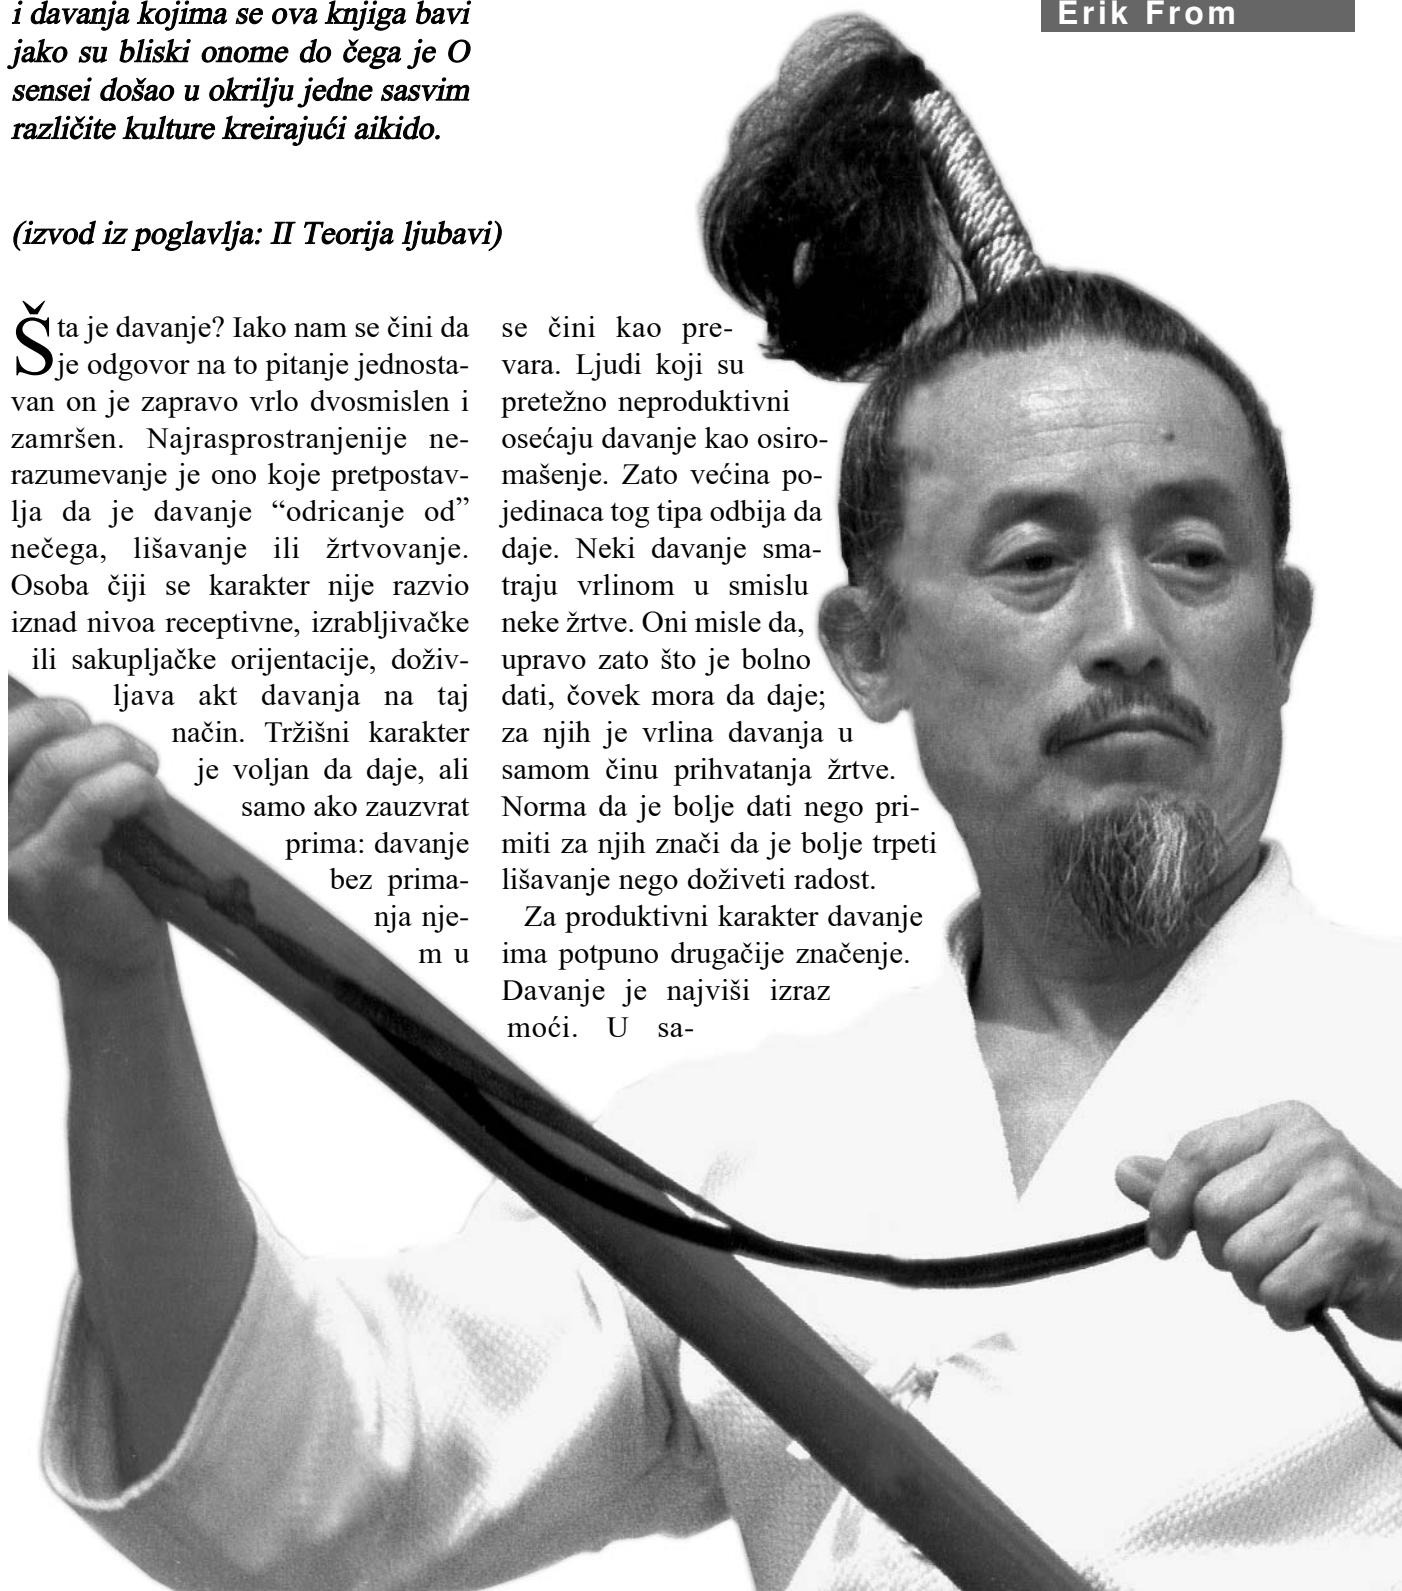 i davanja kojima se ova knjiga bavi
jako su bliski onome do čega je O
sensei došao u okrilju jedne sasvim
različite kulture kreirajući aikido.
Erik From
(izvod iz poglavlja: II Teorija ljubavi)
Šta je davanje? Iako nam se čini da
je odgovor na to pitanje jednosta-
van on je zapravo vrlo dvosmislen i
zamršen. Najrasprostranjenije ne-
razumevanje je ono koje pretpostav-
lja da je davanje “odricanje od”
nečega, lišavanje ili žrtvovanje.
Osoba čiji se karakter nije razvio
iznad nivoa receptivne, izrabljivačke
ili sakupljačke orijentacije, doživ-
ljava akt davanja na taj
način. Tržišni karakter
je voljan da daje, ali
samo ako zauzvrat
prima: davanje
bez prima-
nja nje-
m u
se čini kao pre-
vara. Ljudi koji su
pretežno neproduktivni
osećaju davanje kao osiro-
mašenje. Zato većina po-
jedinaca tog tipa odbija da
daje. Neki davanje sma-
traju vrlinom u smislu
neke žrtve. Oni misle da,
upravo zato što je bolno
dati, čovek mora da daje;
za njih je vrlina davanja u
samom činu prihvatanja žrtve.
Norma da je bolje dati nego pri-
miti za njih znači da je bolje trpeti
lišavanje nego doživeti radost.
Za produktivni karakter davanje
ima potpuno drugačije značenje.
Davanje je najviši izraz
moći. U sa-